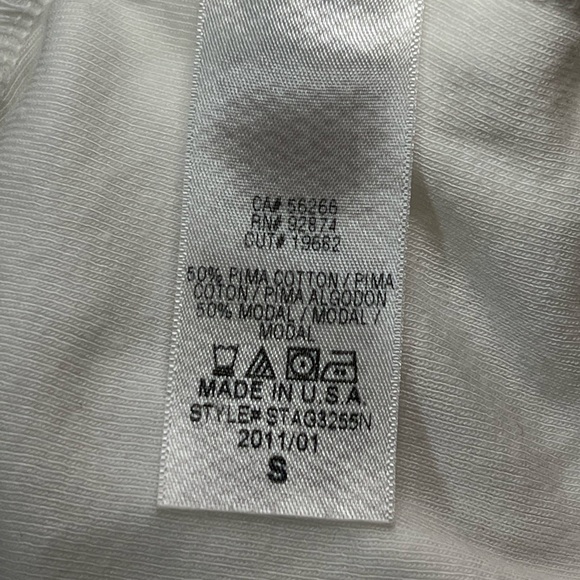 CA# 56266
RN# 92874
CUT# 19662
50% PIMA COTTON / PIMA
COTON / PIMA ALGODON
50% MODAL / MODAL /
MODAL
MADE IN U.S.A.
STYLE# STAG3255N
2011/01
S